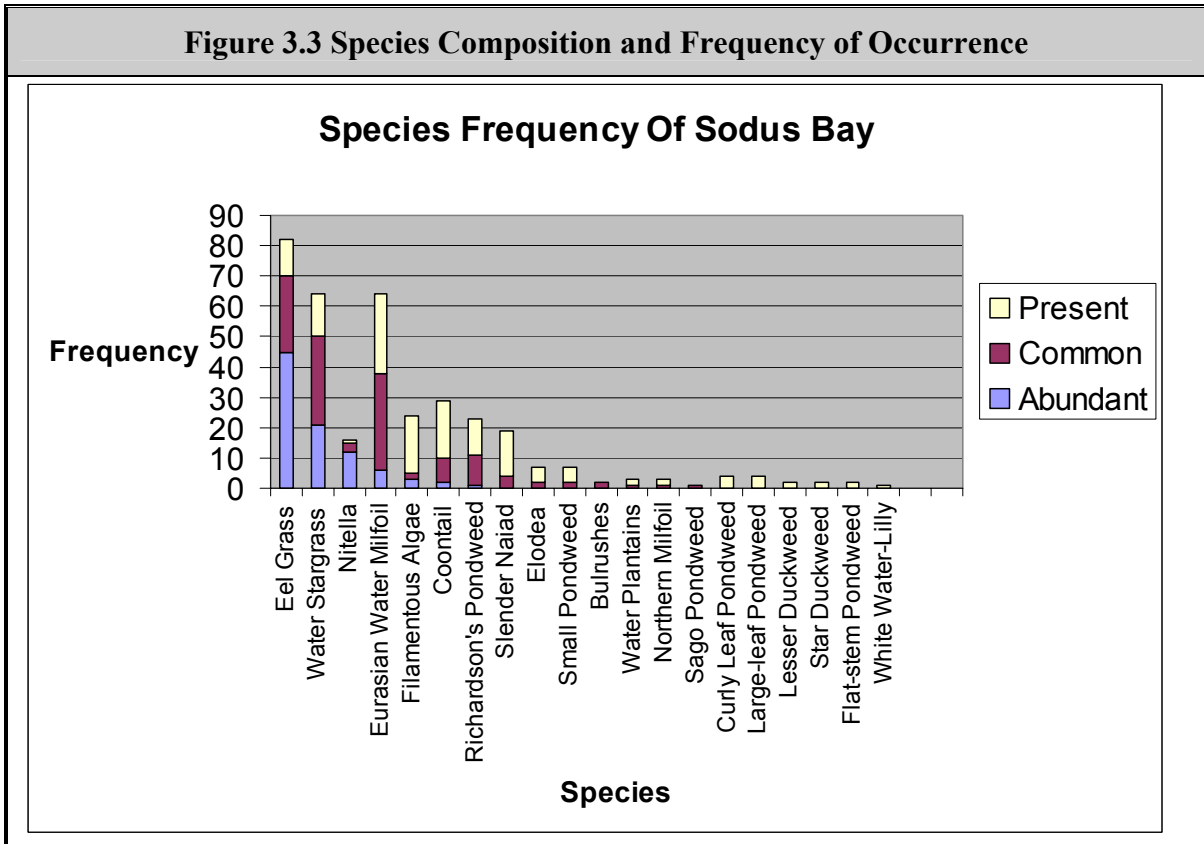 Figure 3.3 Species Composition and Frequency of Occurrence
Species Frequency Of Sodus Bay
90
80
70
60
50
40
30
20
10
0
Frequency
Eel Grass
Water Stargrass
Nitella
Eurasian Water Milfoil
Filamentous Algae
Coontail
Richardson's Pondweed
Slender Naiad
Elodea
Small Pondweed
Bulrushes
Water Plantains
Northern Milfoil
Sago Pondweed
Curly Leaf Pondweed
Large-leaf Pondweed
Lesser Duckweed
Star Duckweed
Flat-stem Pondweed
White Water-Lilly
Species
Present
Common
Abundant